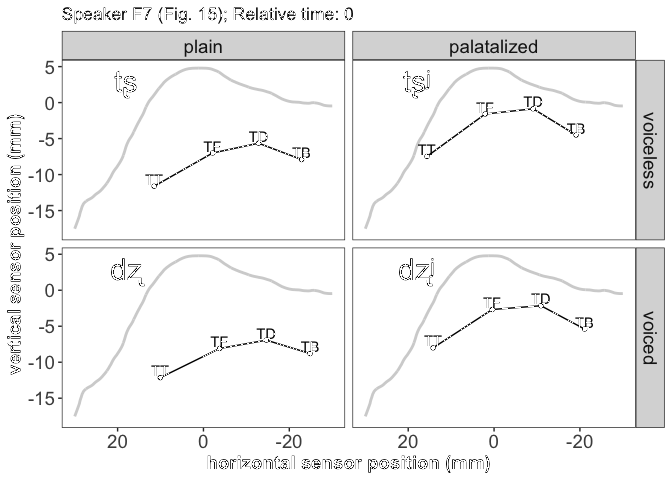 Speaker F7 (Fig. 15); Relative time: 0
plain
palatalized
vertical sensor position (mm)
5
0
-5
-10
-15
tʂ
TT
TF
TD
TB
tʂʲ
TT
TF
TD
TB
voiceless
5
0
-5
-10
-15
dʐ
TT
TF
TD
TB
dʐʲ
TT
TF
TD
TB
voiced
20
0
-20
20
0
-20
horizontal sensor position (mm)